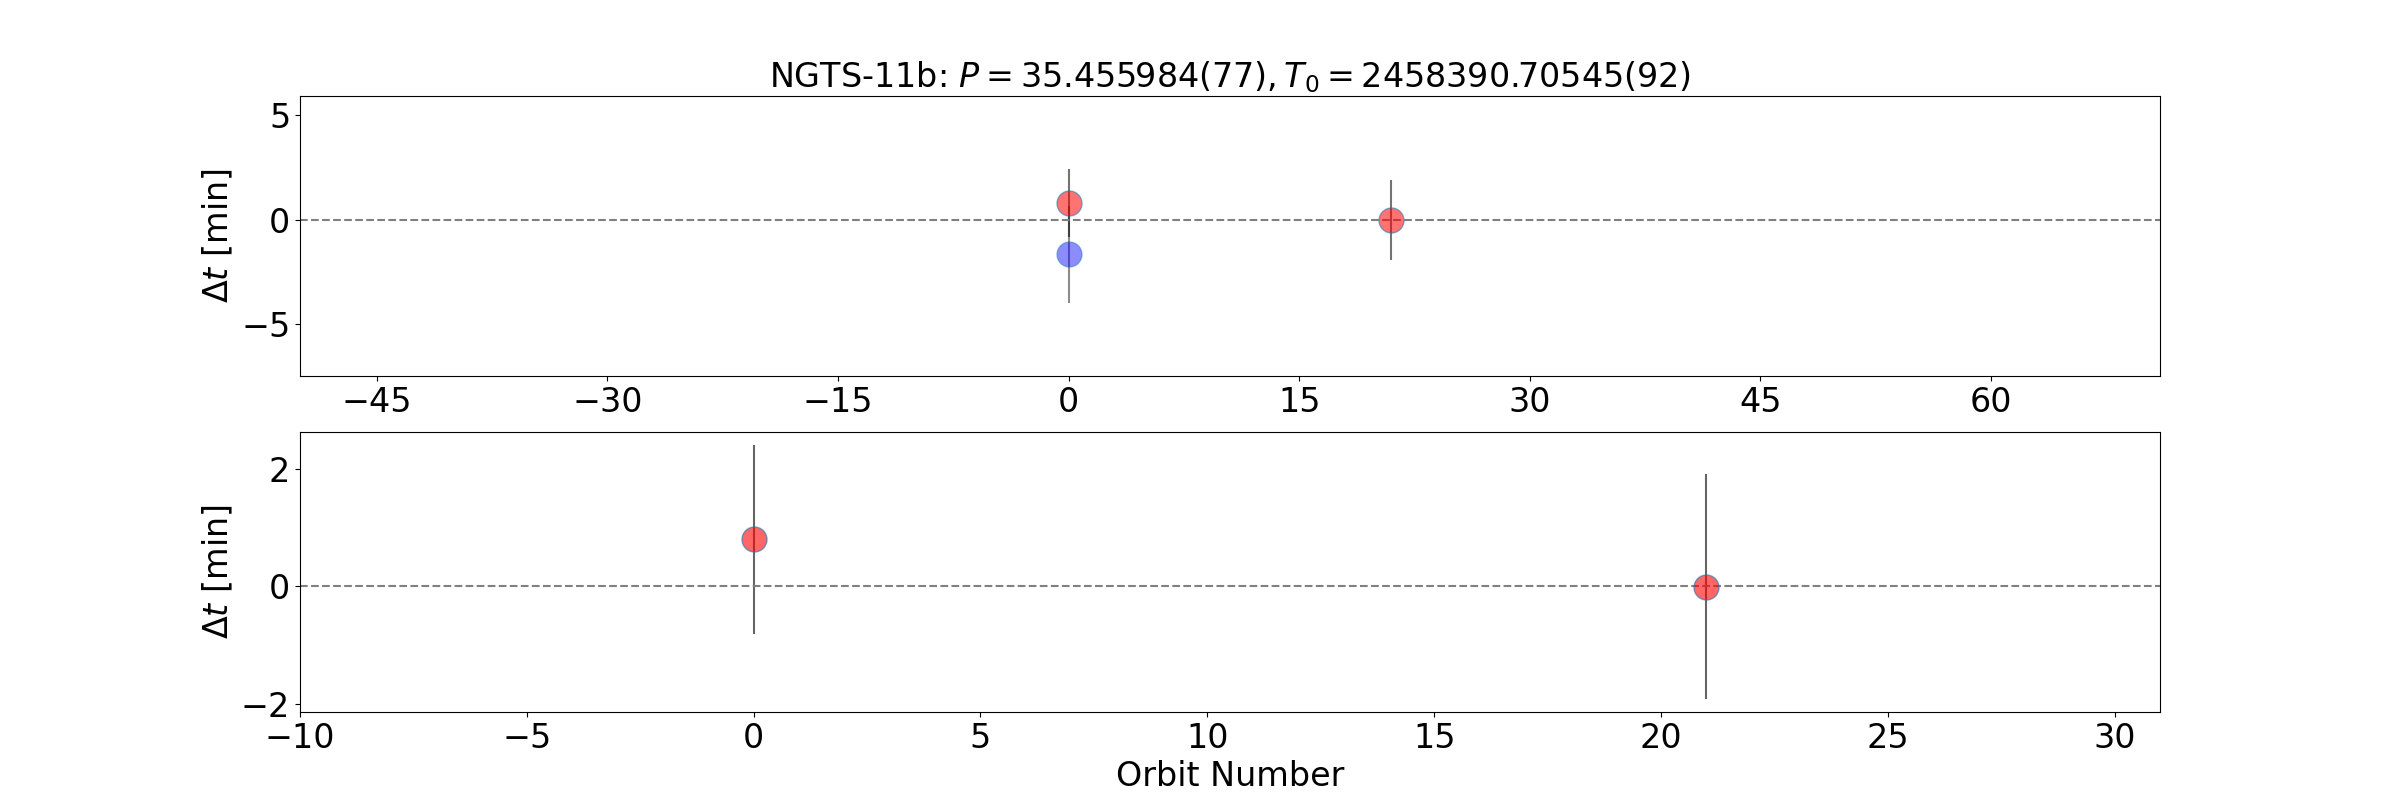 NGTS-11b: P = 35.455984(77), T₀ = 2458390.70545(92)
5
0
−5
Δt [min]
−45 −30 −15 0 15 30 45 60
2
0
−2
Δt [min]
−10 −5 0 5 10 15 20 25 30
Orbit Number